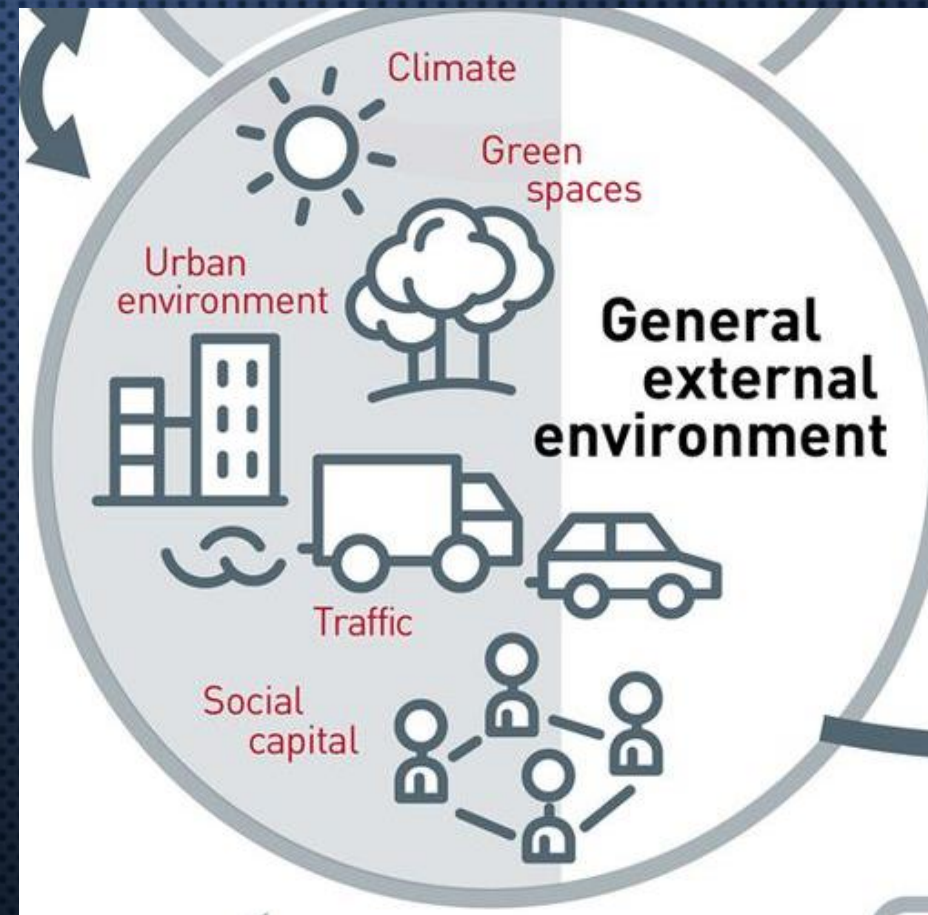 Climate
Green
spaces
Urban
environment
General
external
environment
Traffic
Social
capital